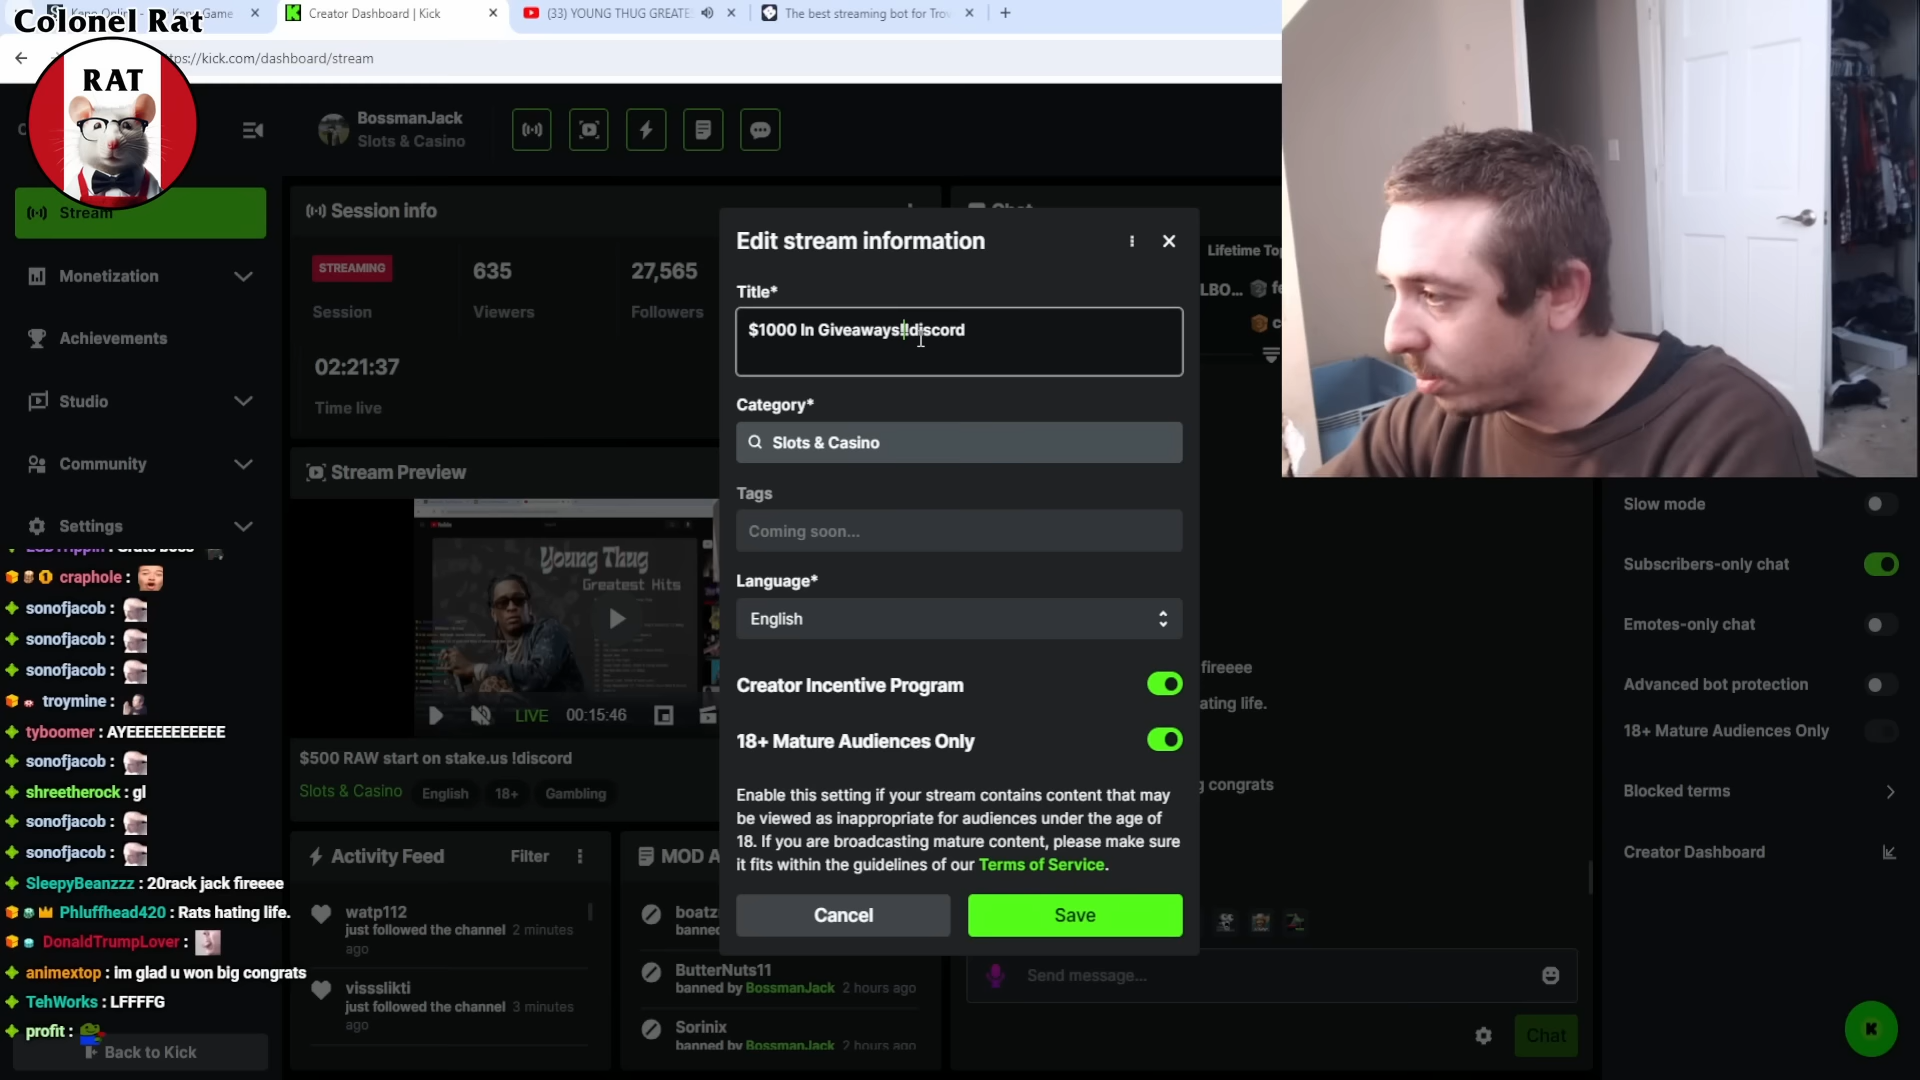 Colonel Rat
RAT
Keno Game
Creator Dashboard | Kick
(33) YOUNG THUG GREATE
The best streaming bot for Trov
ps://kick.com/dashboard/stream
BossmanJack
Slots & Casino
Stream
Monetization
Achievements
Studio
Community
Settings
Session info
STREAMING
Session
635
Viewers
27,565
Followers
02:21:37
Time live
Stream Preview
Young Thug
Greatest Hits
LIVE
00:15:46
$500 RAW start on stake.us !discord
Slots & Casino
English
18+
Gambling
Activity Feed
Filter
watp112
just followed the channel 2 minutes
ago
vissslikti
just followed the channel 3 minutes
ago
MOD A
boatz
banne
ButterNuts11
banned by BossmanJack 2 hours ago
Sorinix
banned by BossmanJack 2 hours ago
Edit stream information
Title*
$1000 In Giveaways!!discord
Category*
Slots & Casino
Tags
Coming soon...
Language*
English
Creator Incentive Program
18+ Mature Audiences Only
Enable this setting if your stream contains content that may
be viewed as inappropriate for audiences under the age of
18. If you are broadcasting mature content, please make sure
it fits within the guidelines of our Terms of Service.
Cancel
Save
Chat
Lifetime Top
LBO...
fireeee
ating life.
g congrats
Send message...
Chat
Slow mode
Subscribers-only chat
Emotes-only chat
Advanced bot protection
18+ Mature Audiences Only
Blocked terms
Creator Dashboard
K
craphole :
sonofjacob :
sonofjacob :
sonofjacob :
troymine :
tyboomer : AYEEEEEEEEEEE
sonofjacob :
shreetherock : gl
sonofjacob :
sonofjacob :
SleepyBeanzzz : 20rack jack fireeee
Phluffhead420 : Rats hating life.
DonaldTrumpLover :
animextop : im glad u won big congrats
TehWorks : LFFFFG
profit :
Back to Kick